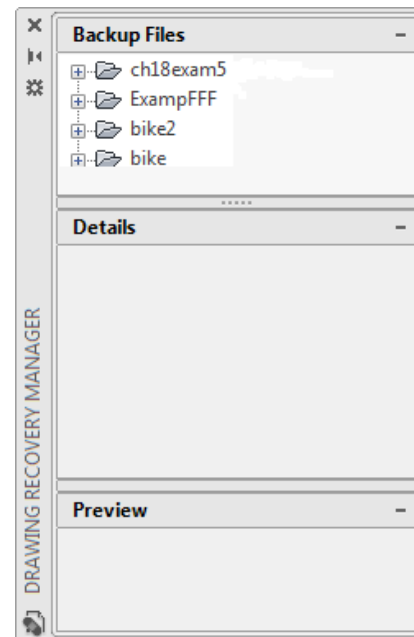 Backup Files
ch18exam5
ExampFFF
bike2
bike
Details
Preview
DRAWING RECOVERY MANAGER